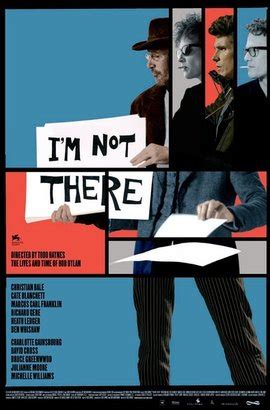 I'M NOT
THERE
DIRECTED BY TODD HAYNES
THE LIVES AND TIME OF BOB DYLAN
CHRISTIAN BALE
CATE BLANCHETT
MARCUS CARL FRANKLIN
RICHARD GERE
HEATH LEDGER
BEN WHISHAW
CHARLOTTE GAINSBOURG
DAVID CROSS
BRUCE GREENWOOD
JULIANNE MOORE
MICHELLE WILLIAMS